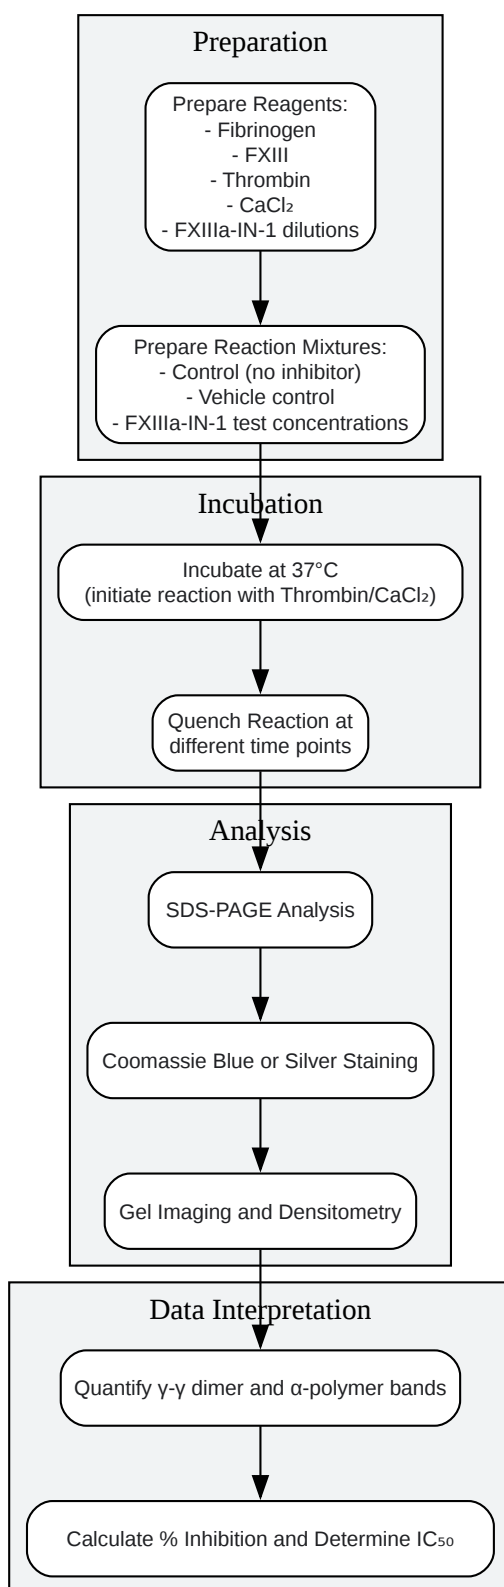 Preparation
Prepare Reagents:
- Fibrinogen
- FXIII
- Thrombin
- CaCl₂
- FXIIIa-IN-1 dilutions
Prepare Reaction Mixtures:
- Control (no inhibitor)
- Vehicle control
- FXIIIa-IN-1 test concentrations
Incubation
Incubate at 37°C
(initiate reaction with Thrombin/CaCl₂)
Quench Reaction at
different time points
Analysis
SDS-PAGE Analysis
Coomassie Blue or Silver Staining
Gel Imaging and Densitometry
Data Interpretation
Quantify γ-γ dimer and α-polymer bands
Calculate % Inhibition and Determine IC₅₀